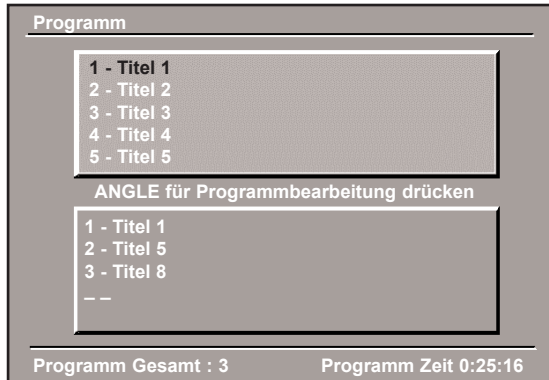 Programm
1 - Titel 1
2 - Titel 2
3 - Titel 3
4 - Titel 4
5 - Titel 5
ANGLE für Programmbearbeitung drücken
1 - Titel 1
2 - Titel 5
3 - Titel 8
– –
Programm Gesamt : 3 Programm Zeit 0:25:16